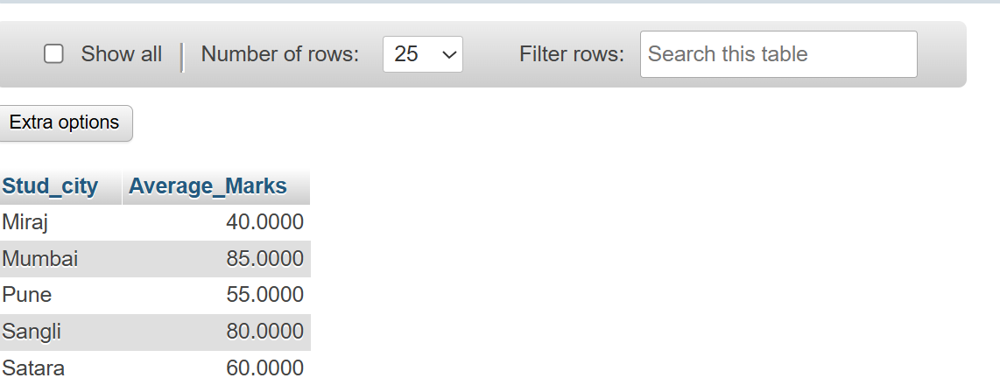 Show all Number of rows: 25 Filter rows: Search this table
Extra options
Stud_city Average_Marks
Miraj 40.0000
Mumbai 85.0000
Pune 55.0000
Sangli 80.0000
Satara 60.0000